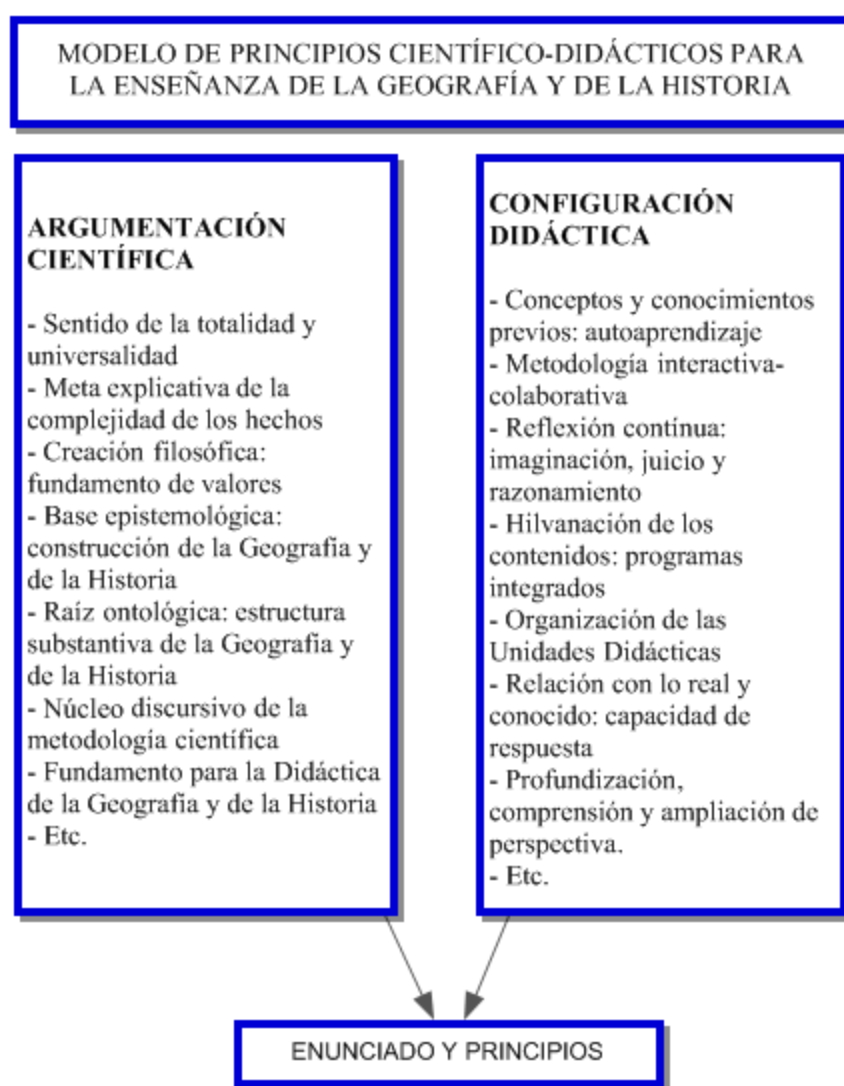 MODELO DE PRINCIPIOS CIENTÍFICO-DIDÁCTICOS PARA
LA ENSEÑANZA DE LA GEOGRAFÍA Y DE LA HISTORIA
ARGUMENTACIÓN
CIENTÍFICA
- Sentido de la totalidad y
universalidad
- Meta explicativa de la
complejidad de los hechos
- Creación filosófica:
fundamento de valores
- Base epistemológica:
construcción de la Geografía y
de la Historia
- Raíz ontológica: estructura
substantiva de la Geografía y
de la Historia
- Núcleo discursivo de la
metodología científica
- Fundamento para la Didáctica
de la Geografía y de la Historia
- Etc.
CONFIGURACIÓN
DIDÁCTICA
- Conceptos y conocimientos
previos: autoaprendizaje
- Metodología interactiva-
colaborativa
- Reflexión contínua:
imaginación, juicio y
razonamiento
- Hilvanación de los
contenidos: programas
integrados
- Organización de las
Unidades Didácticas
- Relación con lo real y
conocido: capacidad de
respuesta
- Profundización,
comprensión y ampliación de
perspectiva.
- Etc.
ENUNCIADO Y PRINCIPIOS